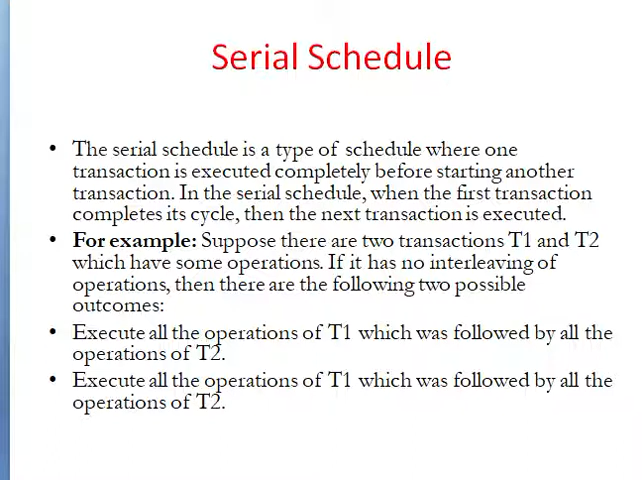 Serial Schedule
• The serial schedule is a type of schedule where one
transaction is executed completely before starting another
transaction. In the serial schedule, when the first transaction
completes its cycle, then the next transaction is executed.
• For example: Suppose there are two transactions T1 and T2
which have some operations. If it has no interleaving of
operations, then there are the following two possible
outcomes:
• Execute all the operations of T1 which was followed by all the
operations of T2.
• Execute all the operations of T1 which was followed by all the
operations of T2.